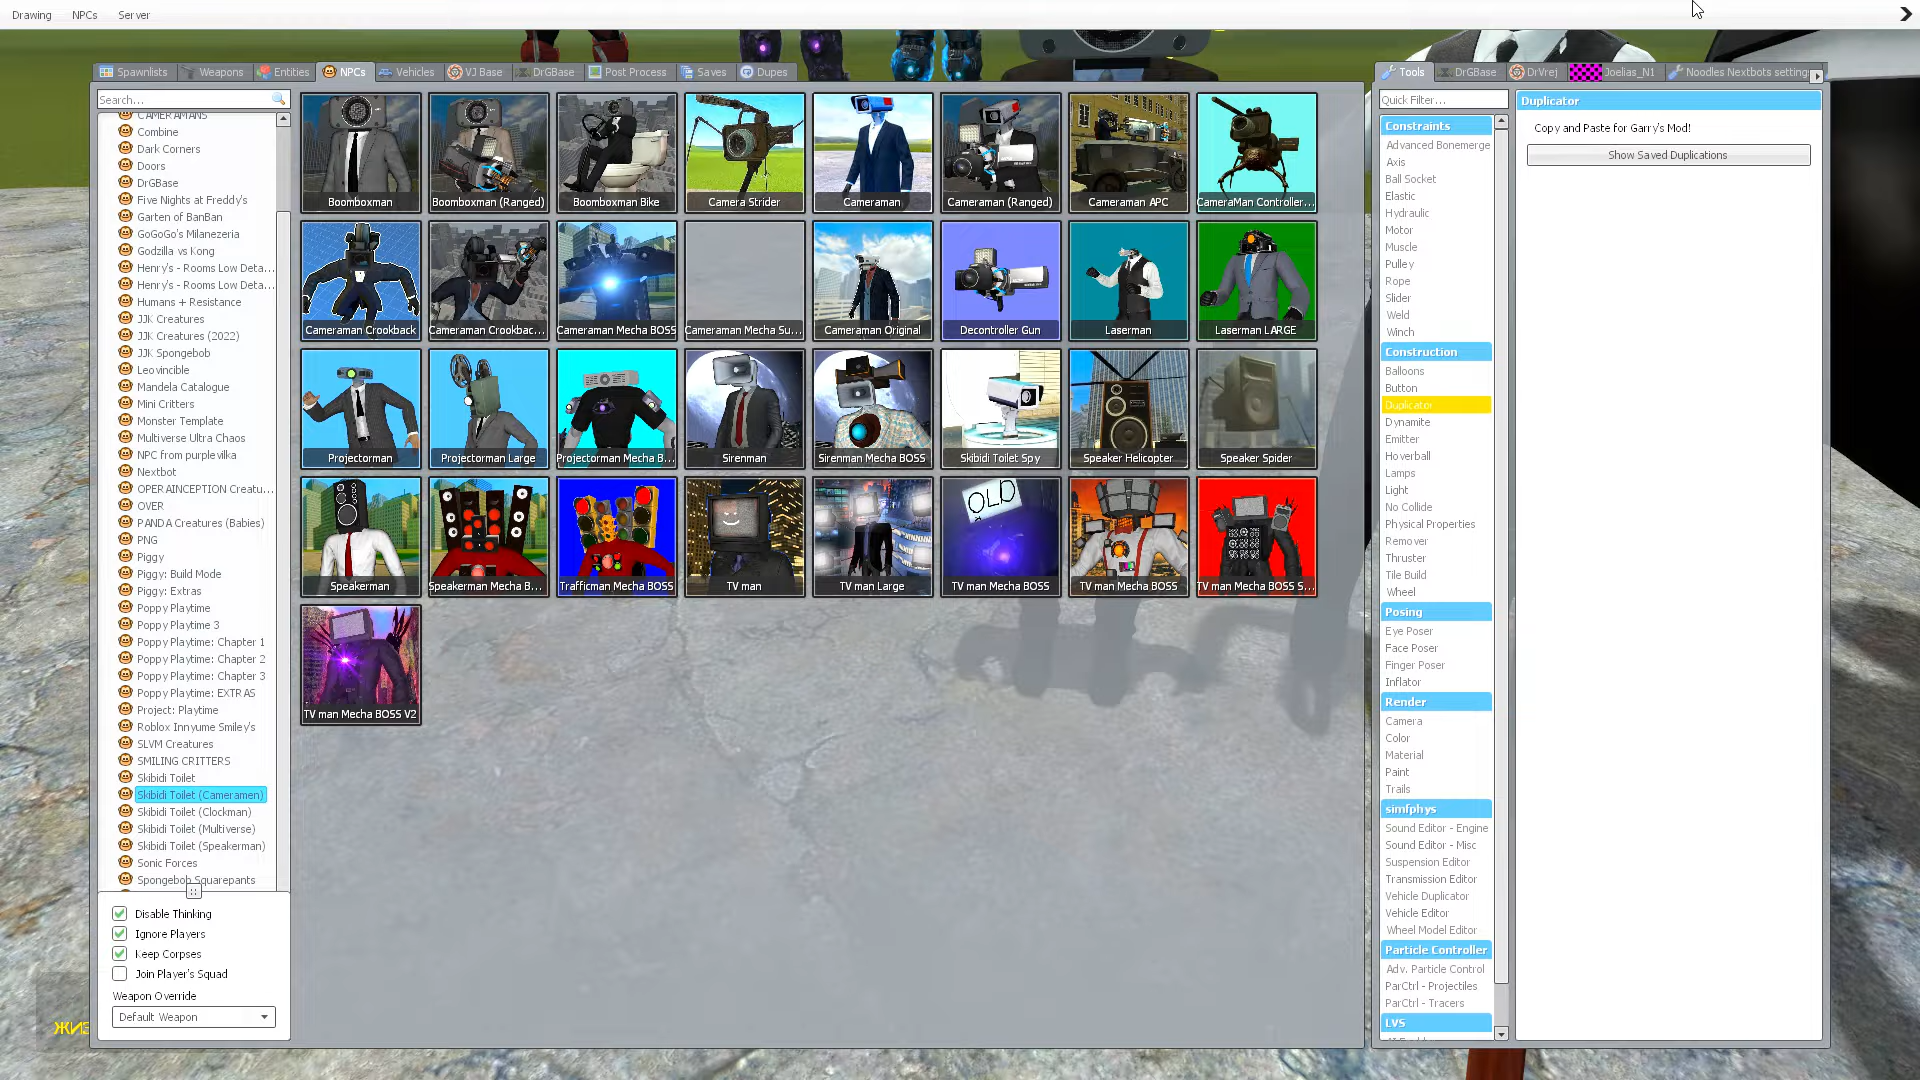 Drawing NPCs Server
Spawnlists Weapons Entities NPCs Vehicles VJ Base DrGBase Post Process Saves Dupes
Search...
CAMERAMANS
Combine
Dark Corners
Doors
DrGBase
Five Nights at Freddy's
Garten of BanBan
GoGoGo's Milanezeria
Godzilla vs Kong
Henry's - Rooms Low Deta...
Henry's - Rooms Low Deta...
Humans + Resistance
JJK Creatures
JJK Creatures (2022)
JJK Spongebob
Leovincible
Mandela Catalogue
Mini Critters
Monster Template
Multiverse Ultra Chaos
NPC from purplevilka
Nextbot
OPERAINCEPTION Creatu...
OVER
PANDA Creatures (Babies)
PNG
Piggy
Piggy: Build Mode
Piggy: Extras
Poppy Playtime
Poppy Playtime 3
Poppy Playtime: Chapter 1
Poppy Playtime: Chapter 2
Poppy Playtime: Chapter 3
Poppy Playtime: EXTRAS
Project: Playtime
Roblox Innyume Smiley's
SLVM Creatures
SMILING CRITTERS
Skibidi Toilet
Skibidi Toilet (Cameramen)
Skibidi Toilet (Clockman)
Skibidi Toilet (Multiverse)
Skibidi Toilet (Speakerman)
Sonic Forces
Spongebob Squarepants
Disable Thinking
Ignore Players
Keep Corpses
Join Player's Squad
Weapon Override
Default Weapon
ЖИЗ
Boomboxman Boomboxman (Ranged) Boomboxman Bike Camera Strider Cameraman Cameraman (Ranged) Cameraman APC CameraMan Controller...
Cameraman Crookback Cameraman Crookbac... Cameraman Mecha BOSS Cameraman Mecha Su... Cameraman Original Decontroller Gun Laserman Laserman LARGE
Projectorman Projectorman Large Projectorman Mecha B... Sirenman Sirenman Mecha BOSS Skibidi Toilet Spy Speaker Helicopter Speaker Spider
OLD
Speakerman Speakerman Mecha B... Trafficman Mecha BOSS TV man TV man Large TV man Mecha BOSS TV man Mecha BOSS TV man Mecha BOSS S...
TV man Mecha BOSS V2
Tools DrGBase DrVrej Joelias_N1 Noodles Nextbots setting
Quick Filter...
Constraints
Advanced Bonemerge
Axis
Ball Socket
Elastic
Hydraulic
Motor
Muscle
Pulley
Rope
Slider
Weld
Winch
Construction
Balloons
Button
Duplicator
Dynamite
Emitter
Hoverball
Lamps
Light
No Collide
Physical Properties
Remover
Thruster
Tile Build
Wheel
Posing
Eye Poser
Face Poser
Finger Poser
Inflator
Render
Camera
Color
Material
Paint
Trails
simfphys
Sound Editor - Engine
Sound Editor - Misc
Suspension Editor
Transmission Editor
Vehicle Duplicator
Vehicle Editor
Wheel Model Editor
Particle Controller
Adv. Particle Control
ParCtrl - Projectiles
ParCtrl - Tracers
LVS
Duplicator
Copy and Paste for Garry's Mod!
Show Saved Duplications